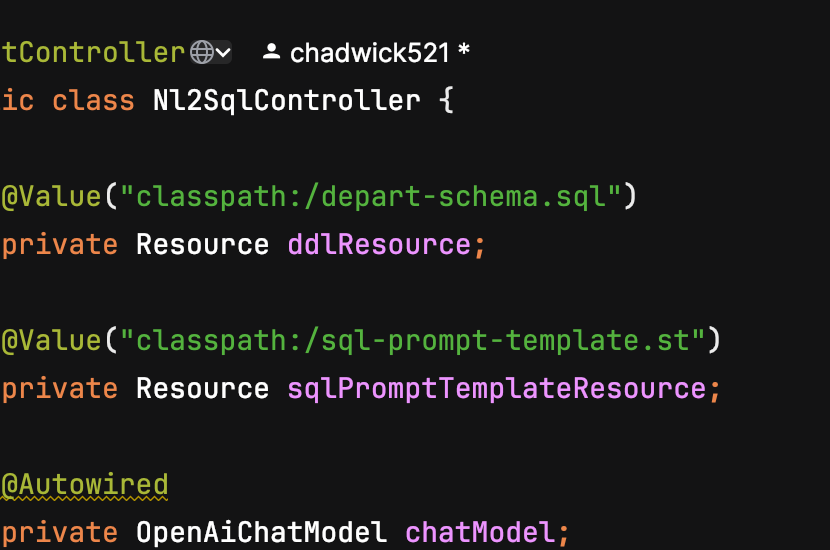 tController chadwick521 *
ic class Nl2SqlController {
@Value("classpath:/depart-schema.sql")
private Resource ddlResource;
@Value("classpath:/sql-prompt-template.st")
private Resource sqlPromptTemplateResource;
@Autowired
private OpenAiChatModel chatModel;